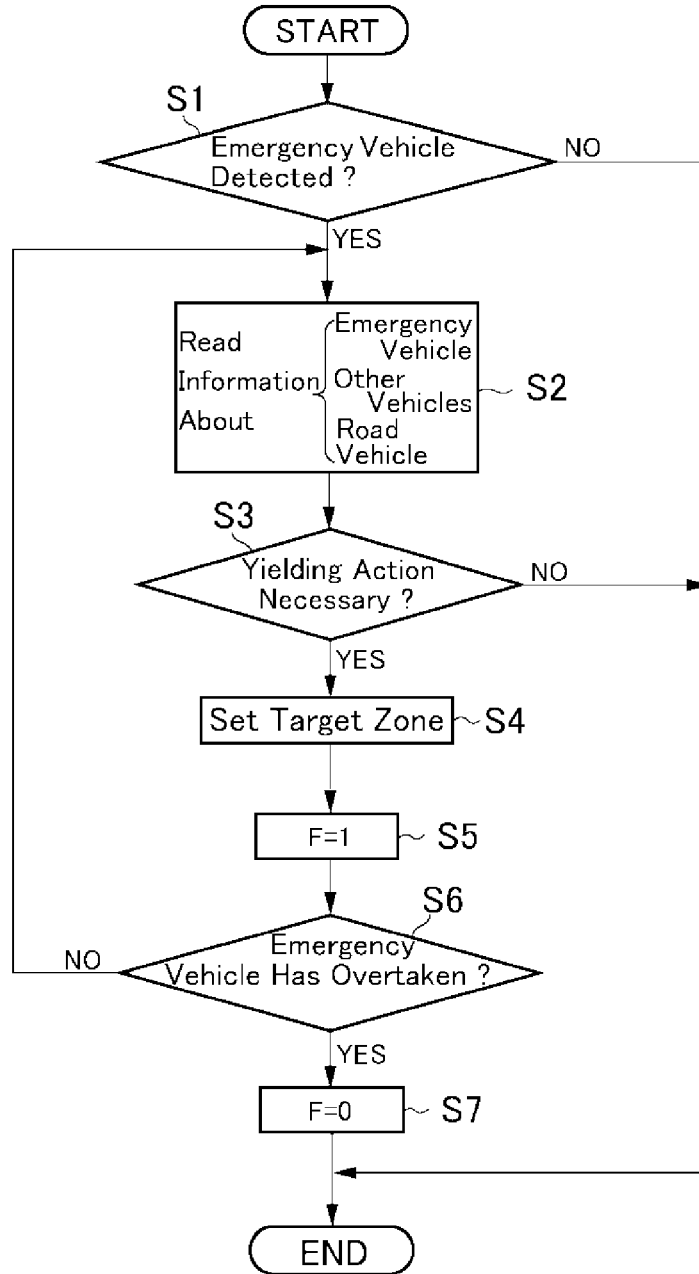 START
S1
Emergency Vehicle
Detected ?
NO
YES
Read
Information
About
Emergency
Vehicle
Other
Vehicles
Road
Vehicle
S2
S3
Yielding Action
Necessary ?
NO
YES
Set Target Zone
S4
F=1
S5
S6
Emergency
Vehicle Has Overtaken ?
NO
YES
F=0
S7
END